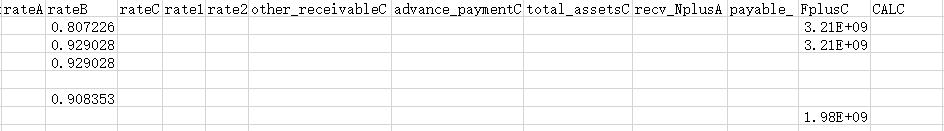 rateA rateB rateC rate1 rate2 other_receivableC advance_paymentC total_assetsC recv_NplusA payable_ FplusC CALC
0.807226 3.21E+09
0.929028 3.21E+09
0.929028
0.908353
1.98E+09